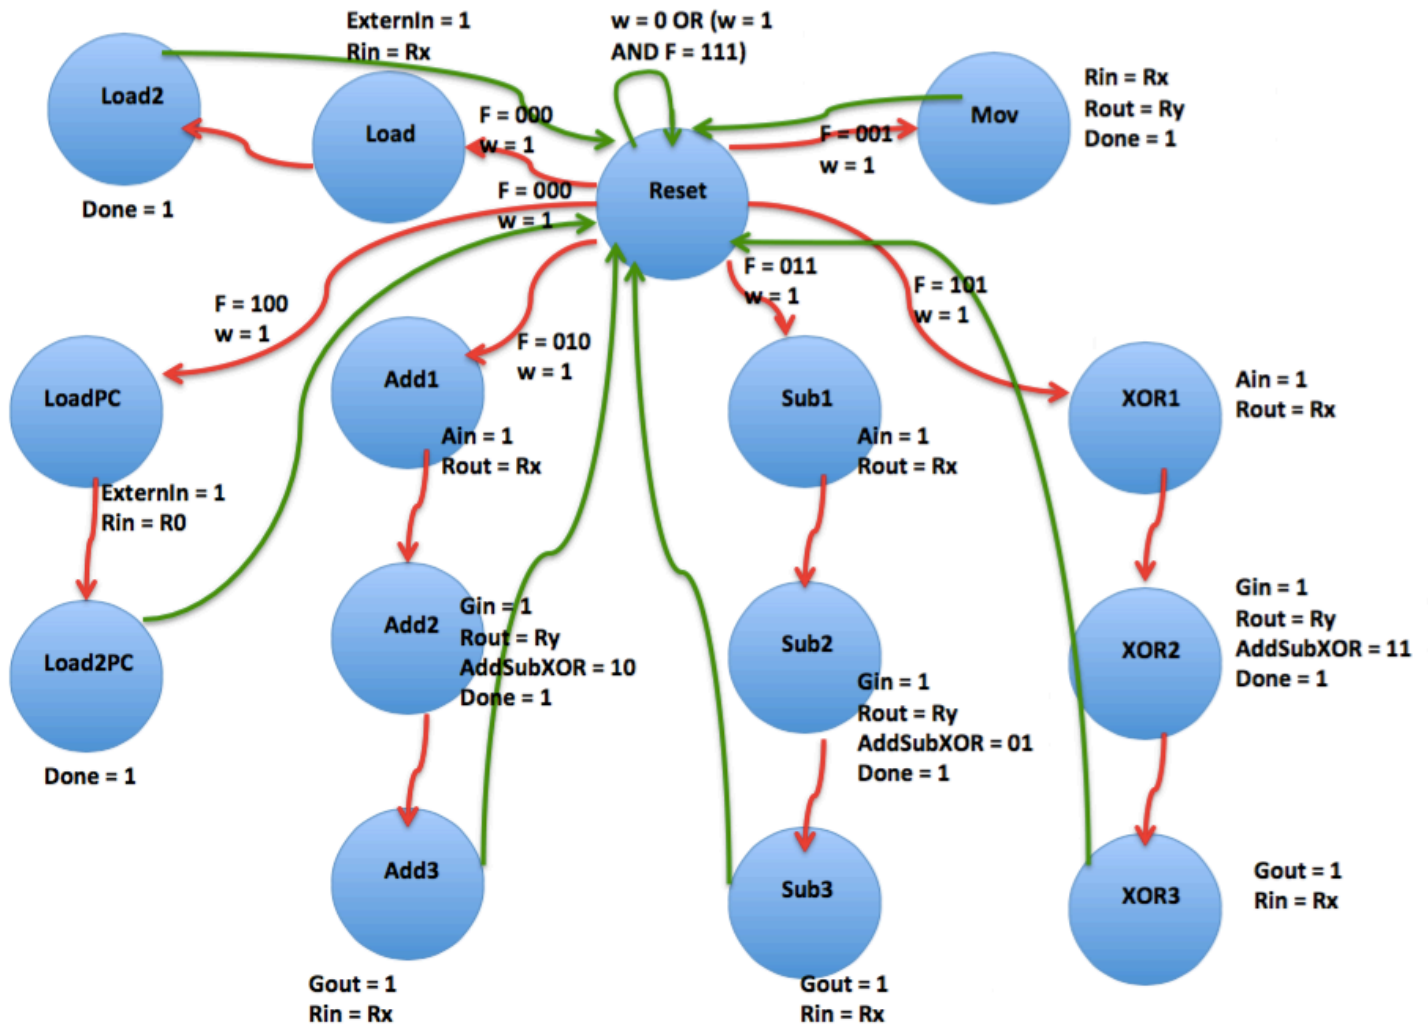 ExternIn = 1
Rin = Rx
w = 0 OR (w = 1
AND F = 111)
Load2
Load
F = 000
w = 1
Mov
Rin = Rx
Rout = Ry
Done = 1
F = 001
w = 1
Done = 1
F = 000
w = 1
Reset
F = 100
w = 1
F = 010
w = 1
F = 011
w = 1
F = 101
w = 1
LoadPC
ExternIn = 1
Rin = R0
Add1
Ain = 1
Rout = Rx
Sub1
Ain = 1
Rout = Rx
XOR1
Ain = 1
Rout = Rx
Load2PC
Done = 1
Add2
Gin = 1
Rout = Ry
AddSubXOR = 10
Done = 1
Sub2
Gin = 1
Rout = Ry
AddSubXOR = 01
Done = 1
XOR2
Gin = 1
Rout = Ry
AddSubXOR = 11
Done = 1
Add3
Gout = 1
Rin = Rx
Sub3
Gout = 1
Rin = Rx
XOR3
Gout = 1
Rin = Rx